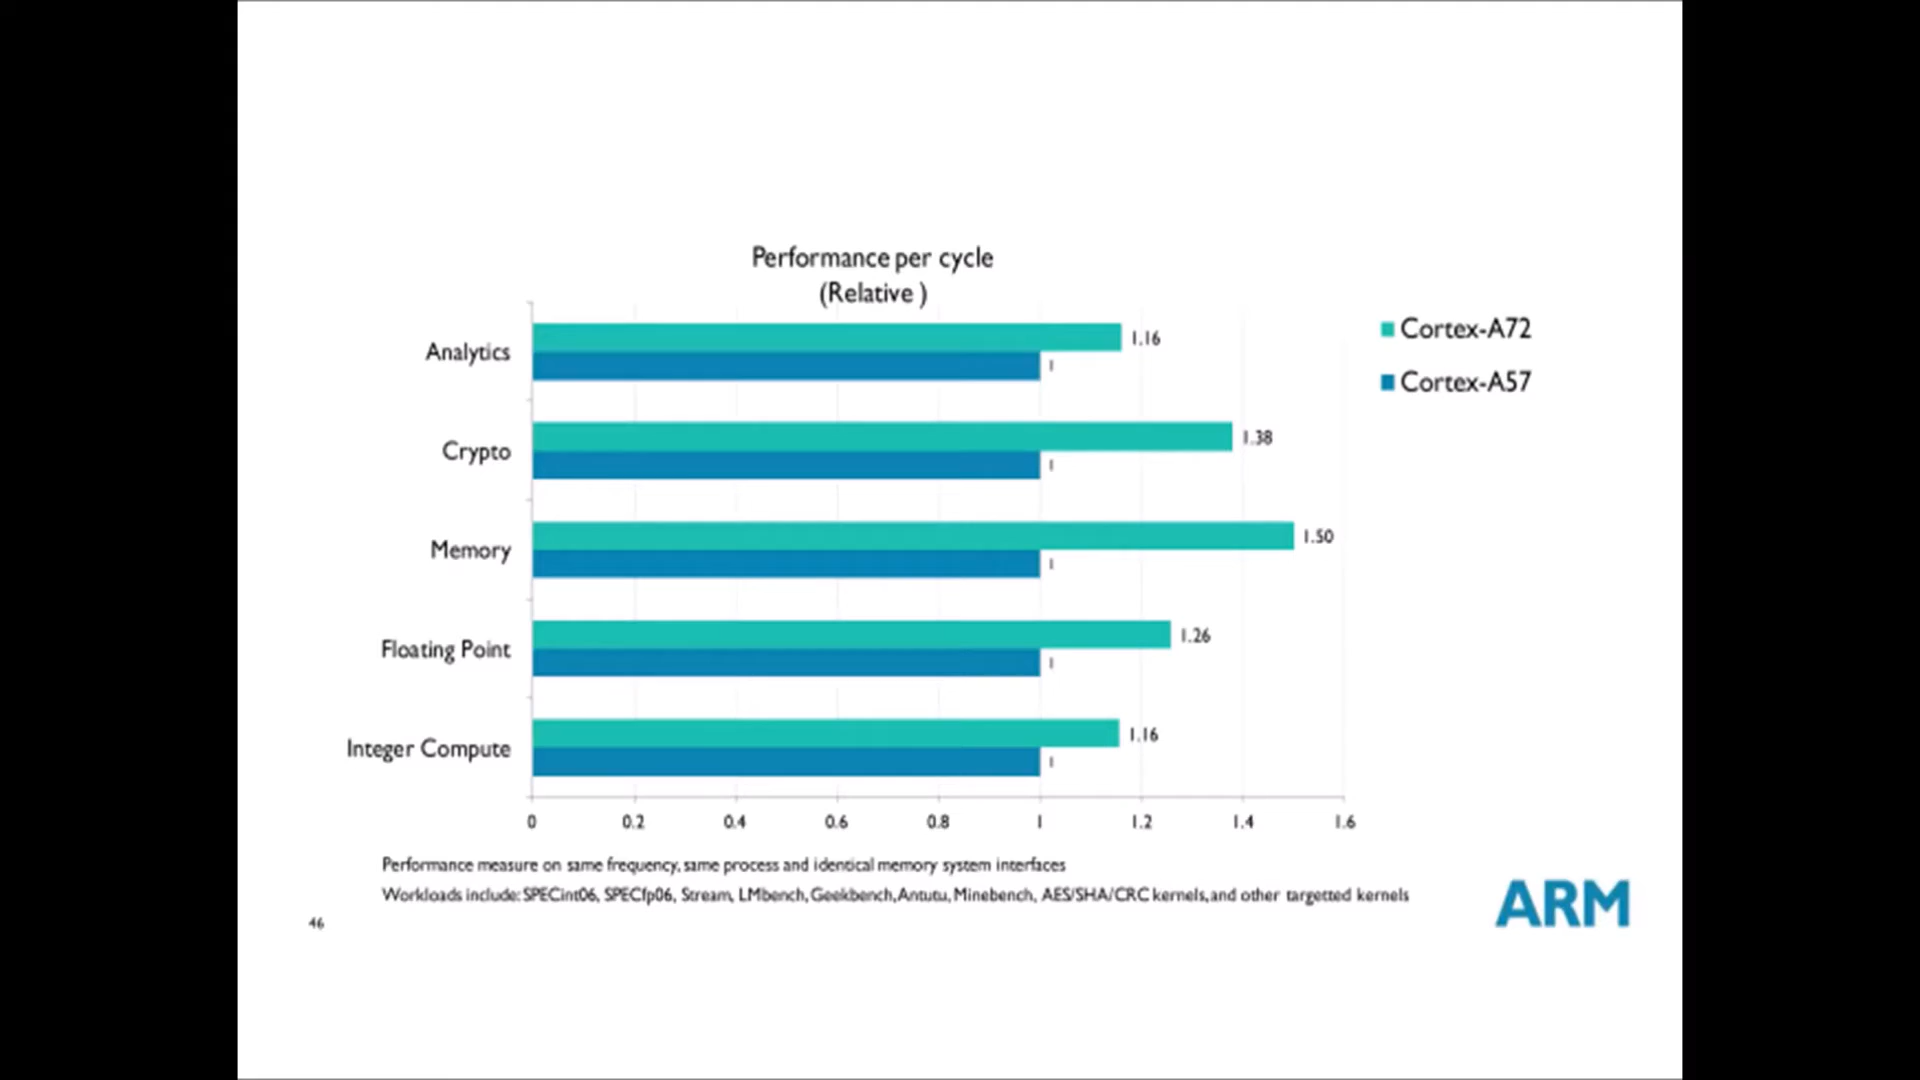 Performance per cycle
(Relative )
Cortex-A72
Cortex-A57
Analytics
1.16
1
Crypto
1.38
1
Memory
1.50
1
Floating Point
1.26
1
Integer Compute
1.16
1
0 0.2 0.4 0.6 0.8 1 1.2 1.4 1.6
Performance measure on same frequency, same process and identical memory system interfaces
Workloads include: SPECint06, SPECfp06, Stream, LMbench, Geekbench, Antutu, Minebench, AES/SHA/CRC kernels, and other targetted kernels
46
ARM